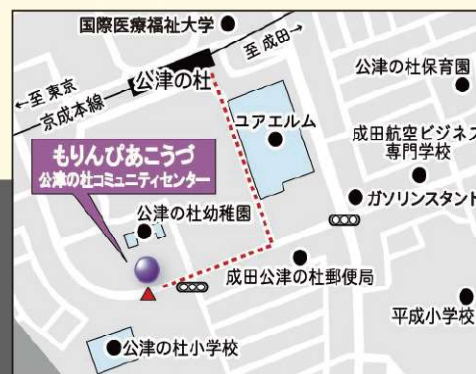 国際医療福祉大学
至成田→
公津の杜
←至東京
京成本線
公津の杜保育園
ユアエルム
成田航空ビジネス
専門学校
もりんぴあこうづ
公津の杜コミュニティセンター
ガソリンスタンド
公津の杜幼稚園
成田公津の杜郵便局
平成小学校
公津の杜小学校